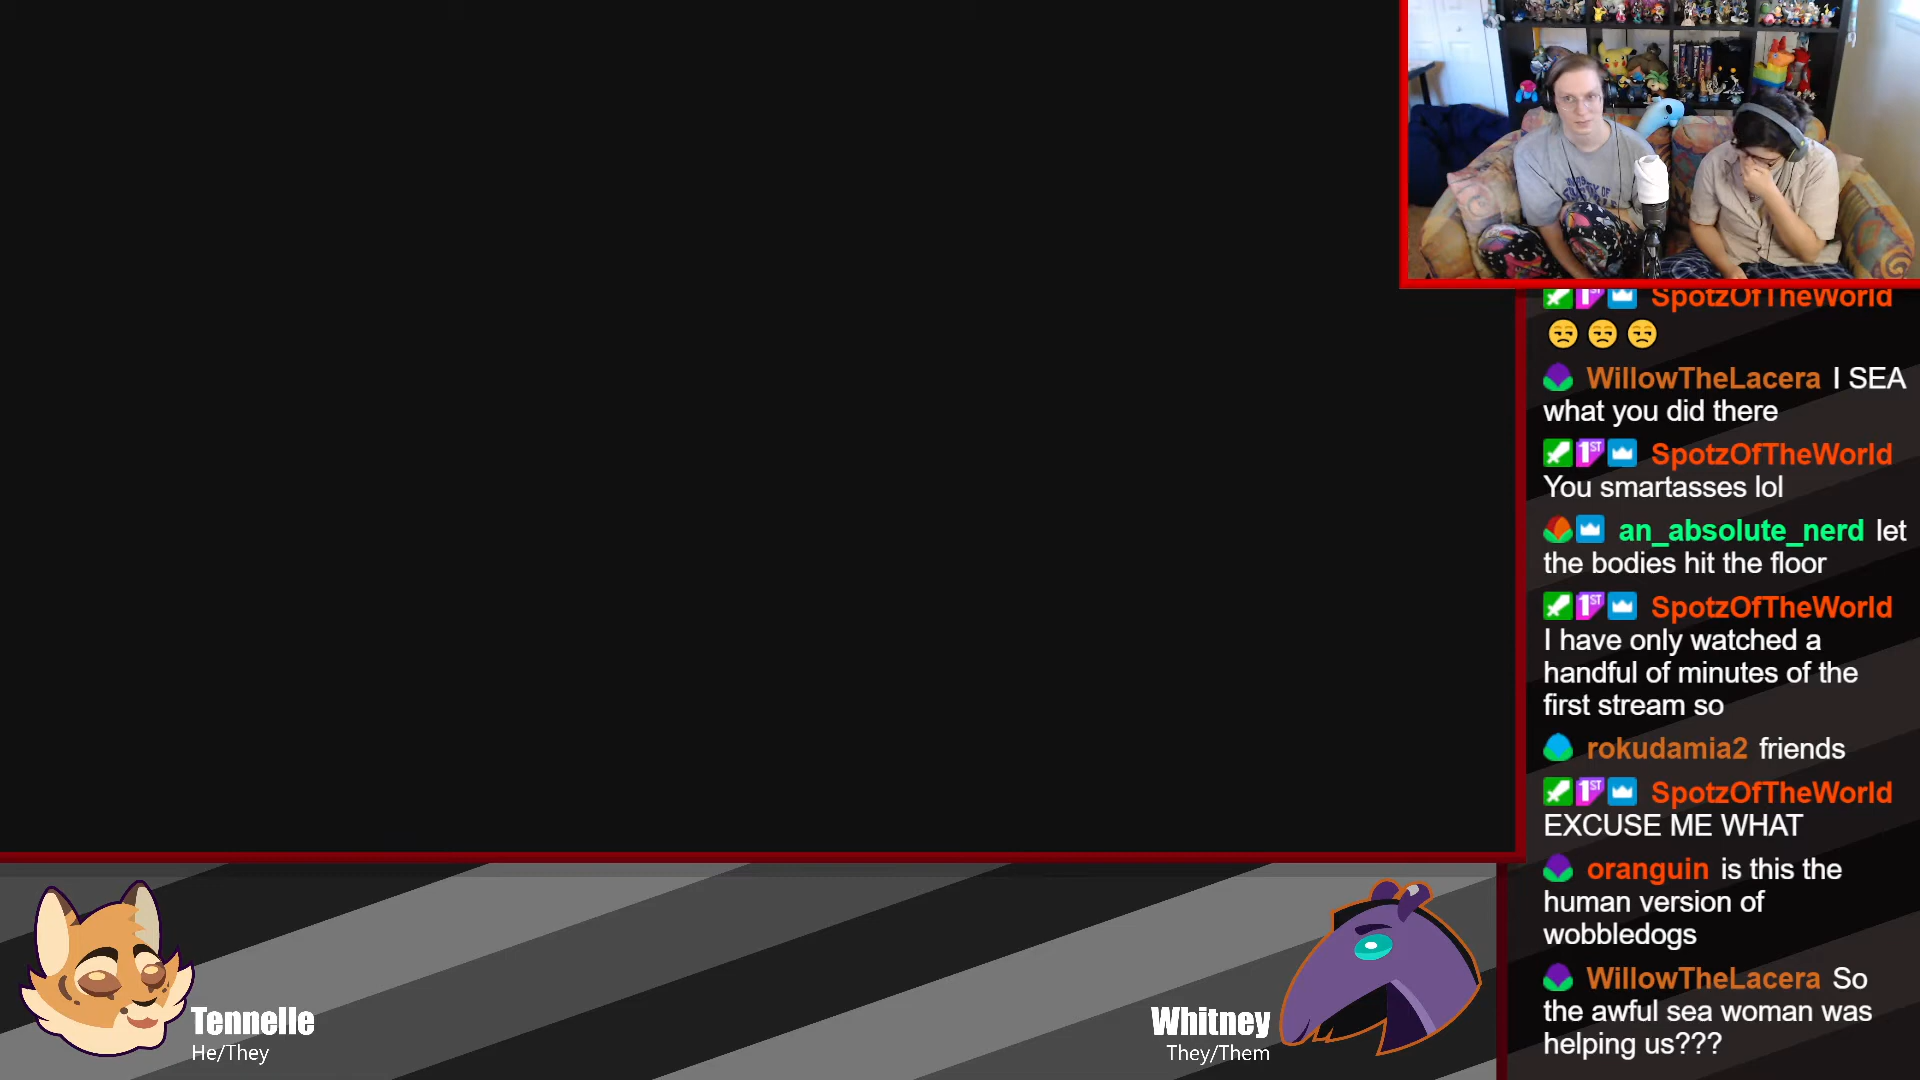 SpotzOfTheWorld
WillowTheLacera I SEA
what you did there
SpotzOfTheWorld
You smartasses lol
an_absolute_nerd let
the bodies hit the floor
SpotzOfTheWorld
I have only watched a
handful of minutes of the
first stream so
rokudamia2 friends
SpotzOfTheWorld
EXCUSE ME WHAT
oranguin is this the
human version of
wobbledogs
WillowTheLacera So
the awful sea woman was
helping us???
Tennelle
He/They
Whitney
They/Them